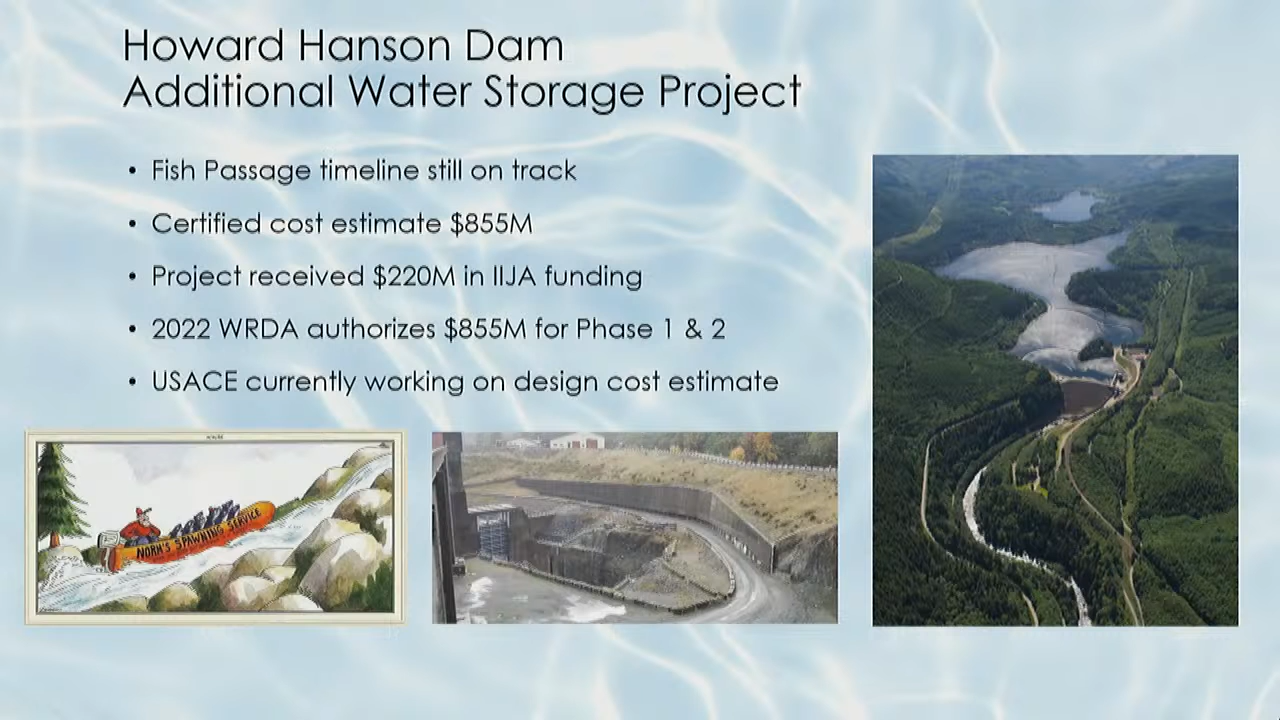 Howard Hanson Dam
Additional Water Storage Project
• Fish Passage timeline still on track
• Certified cost estimate $855M
• Project received $220M in IIJA funding
• 2022 WRDA authorizes $855M for Phase 1 & 2
• USACE currently working on design cost estimate
NORM'S SPAWNING SERVICE